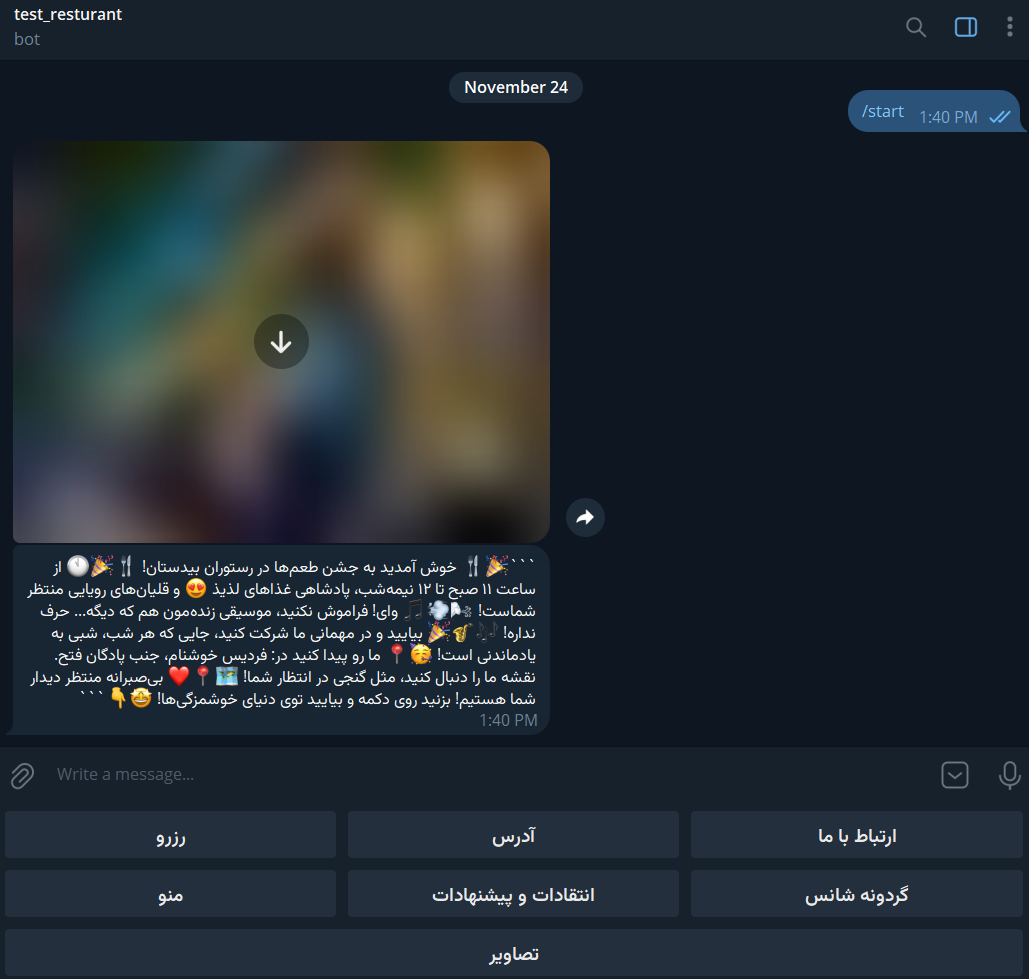 test_resturant
bot
November 24
/start 1:40 PM
```🎉🍴 خوش آمدید به جشن طعم‌ها در رستوران بیدستان! 🍴🎉🕚 از
ساعت ۱۱ صبح تا ۱۲ نیمه‌شب، پادشاهی غذاهای لذیذ 😍 و قلیان‌های رویایی منتظر
شماست! 🌬💨🎵 وای! فراموش نکنید، موسیقی زنده‌مون هم که دیگه... حرف
نداره! 🎶🎷🎉 بیایید و در مهمانی ما شرکت کنید، جایی که هر شب، شبی به
یادماندنی است! 🥳📍 ما رو پیدا کنید در: فردیس خوشنام، جنب پادگان فتح.
نقشه ما را دنبال کنید، مثل گنجی در انتظار شما! 🗺📍❤️ بی‌صبرانه منتظر دیدار
شما هستیم! بزنید روی دکمه و بیایید توی دنیای خوشمزگی‌ها! 🤩👇```
1:40 PM
Write a message...
ارتباط با ما
آدرس
رزرو
گردونه شانس
انتقادات و پیشنهادات
منو
تصاویر